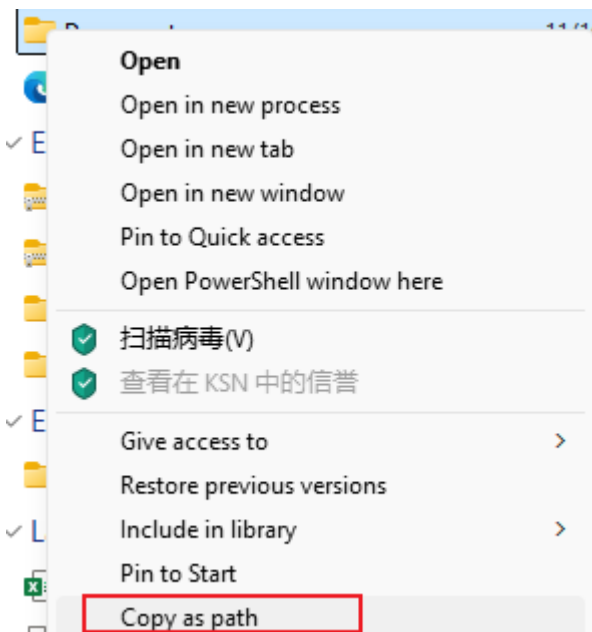 Open
Open in new process
Open in new tab
Open in new window
Pin to Quick access
Open PowerShell window here
扫描病毒(V)
查看在 KSN 中的信誉
Give access to
Restore previous versions
Include in library
Pin to Start
Copy as path